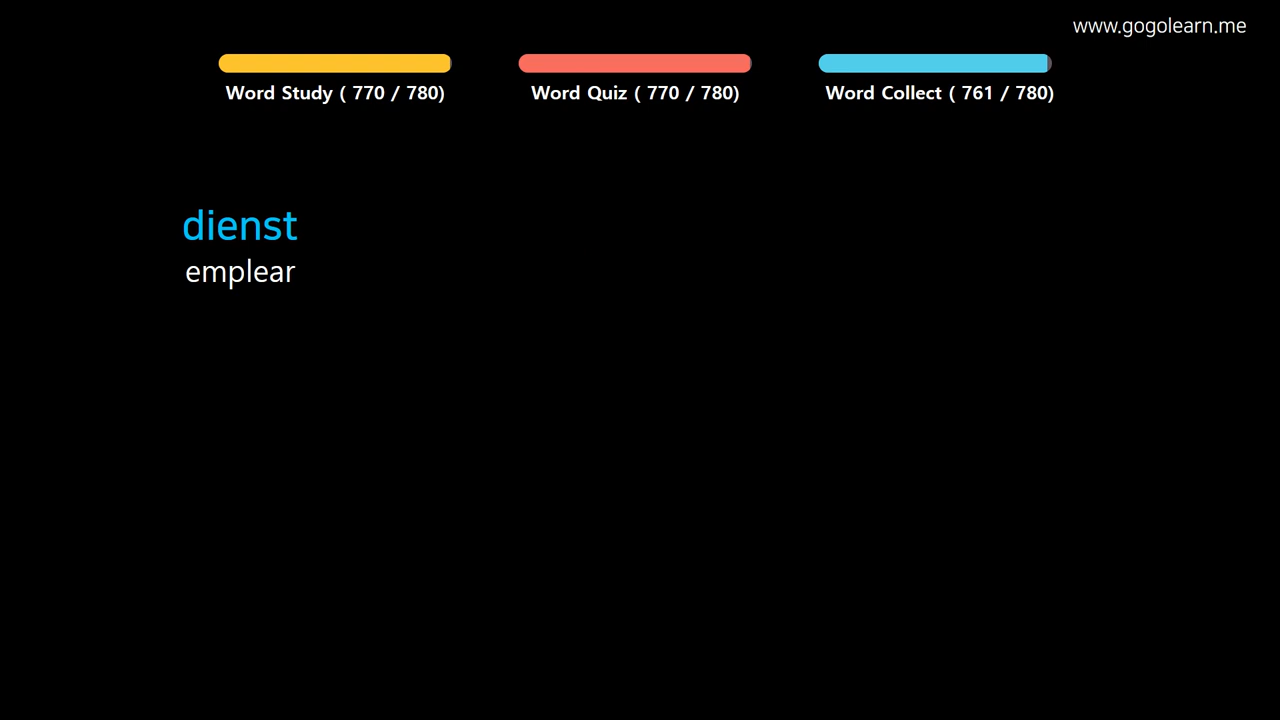 www.gogolearn.me
Word Study ( 770 / 780)
Word Quiz ( 770 / 780)
Word Collect ( 761 / 780)
dienst
emplear